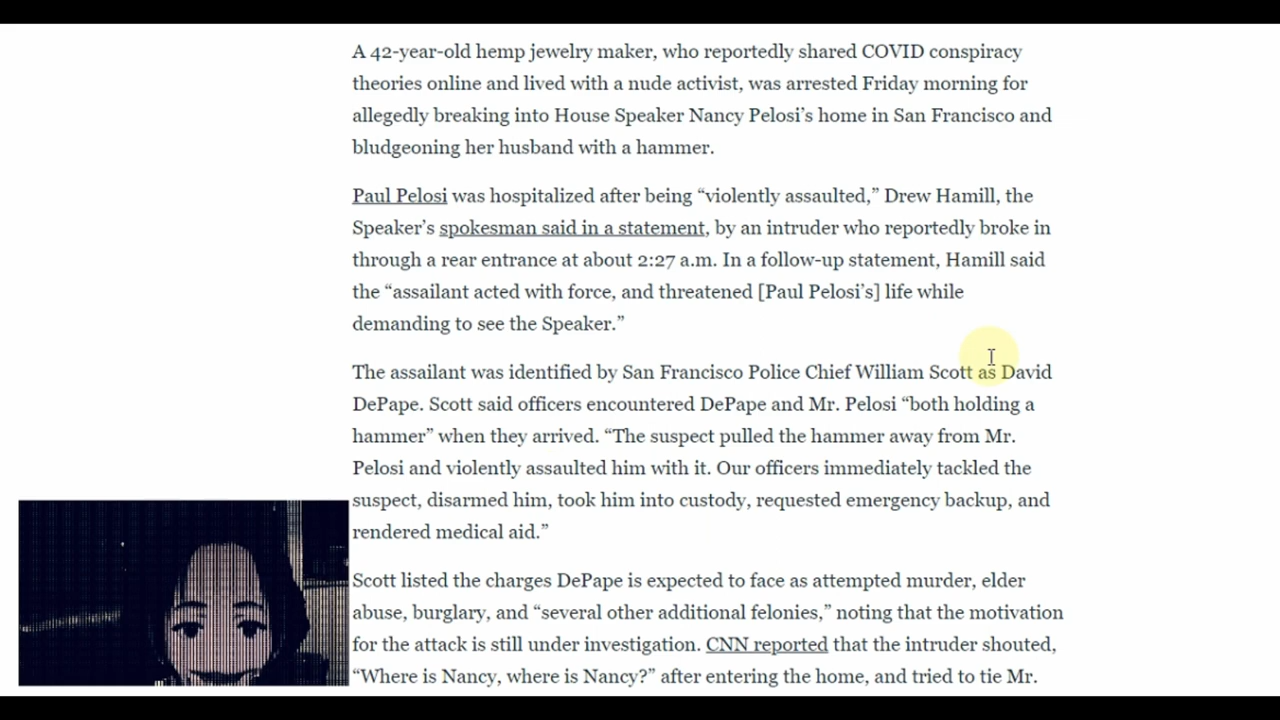 A 42-year-old hemp jewelry maker, who reportedly shared COVID conspiracy
theories online and lived with a nude activist, was arrested Friday morning for
allegedly breaking into House Speaker Nancy Pelosi’s home in San Francisco and
bludgeoning her husband with a hammer.
Paul Pelosi was hospitalized after being “violently assaulted,” Drew Hamill, the
Speaker’s spokesman said in a statement, by an intruder who reportedly broke in
through a rear entrance at about 2:27 a.m. In a follow-up statement, Hamill said
the “assailant acted with force, and threatened [Paul Pelosi’s] life while
demanding to see the Speaker.”
The assailant was identified by San Francisco Police Chief William Scott as David
DePape. Scott said officers encountered DePape and Mr. Pelosi “both holding a
hammer” when they arrived. “The suspect pulled the hammer away from Mr.
Pelosi and violently assaulted him with it. Our officers immediately tackled the
suspect, disarmed him, took him into custody, requested emergency backup, and
rendered medical aid.”
Scott listed the charges DePape is expected to face as attempted murder, elder
abuse, burglary, and “several other additional felonies,” noting that the motivation
for the attack is still under investigation. CNN reported that the intruder shouted,
“Where is Nancy, where is Nancy?” after entering the home, and tried to tie Mr.